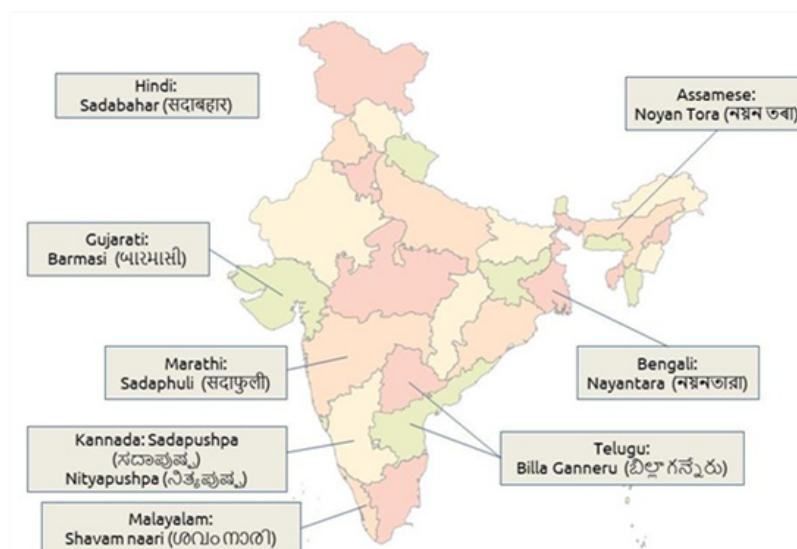 Hindi:
Sadabahar (सदाबहार)
Assamese:
Noyan Tora (নয়ন তৰা)
Gujarati:
Barmasi (બારમાસી)
Marathi:
Sadaphuli (सदाफुली)
Bengali:
Nayantara (নয়নতারা)
Kannada: Sadapushpa
(ಸದಾಪುಷ್ಪ)
Nityapushpa (ನಿತ್ಯಪುಷ್ಪ)
Telugu:
Billa Ganneru (బిల్లా గన్నేరు)
Malayalam:
Shavam naari (ശവം നാരി)